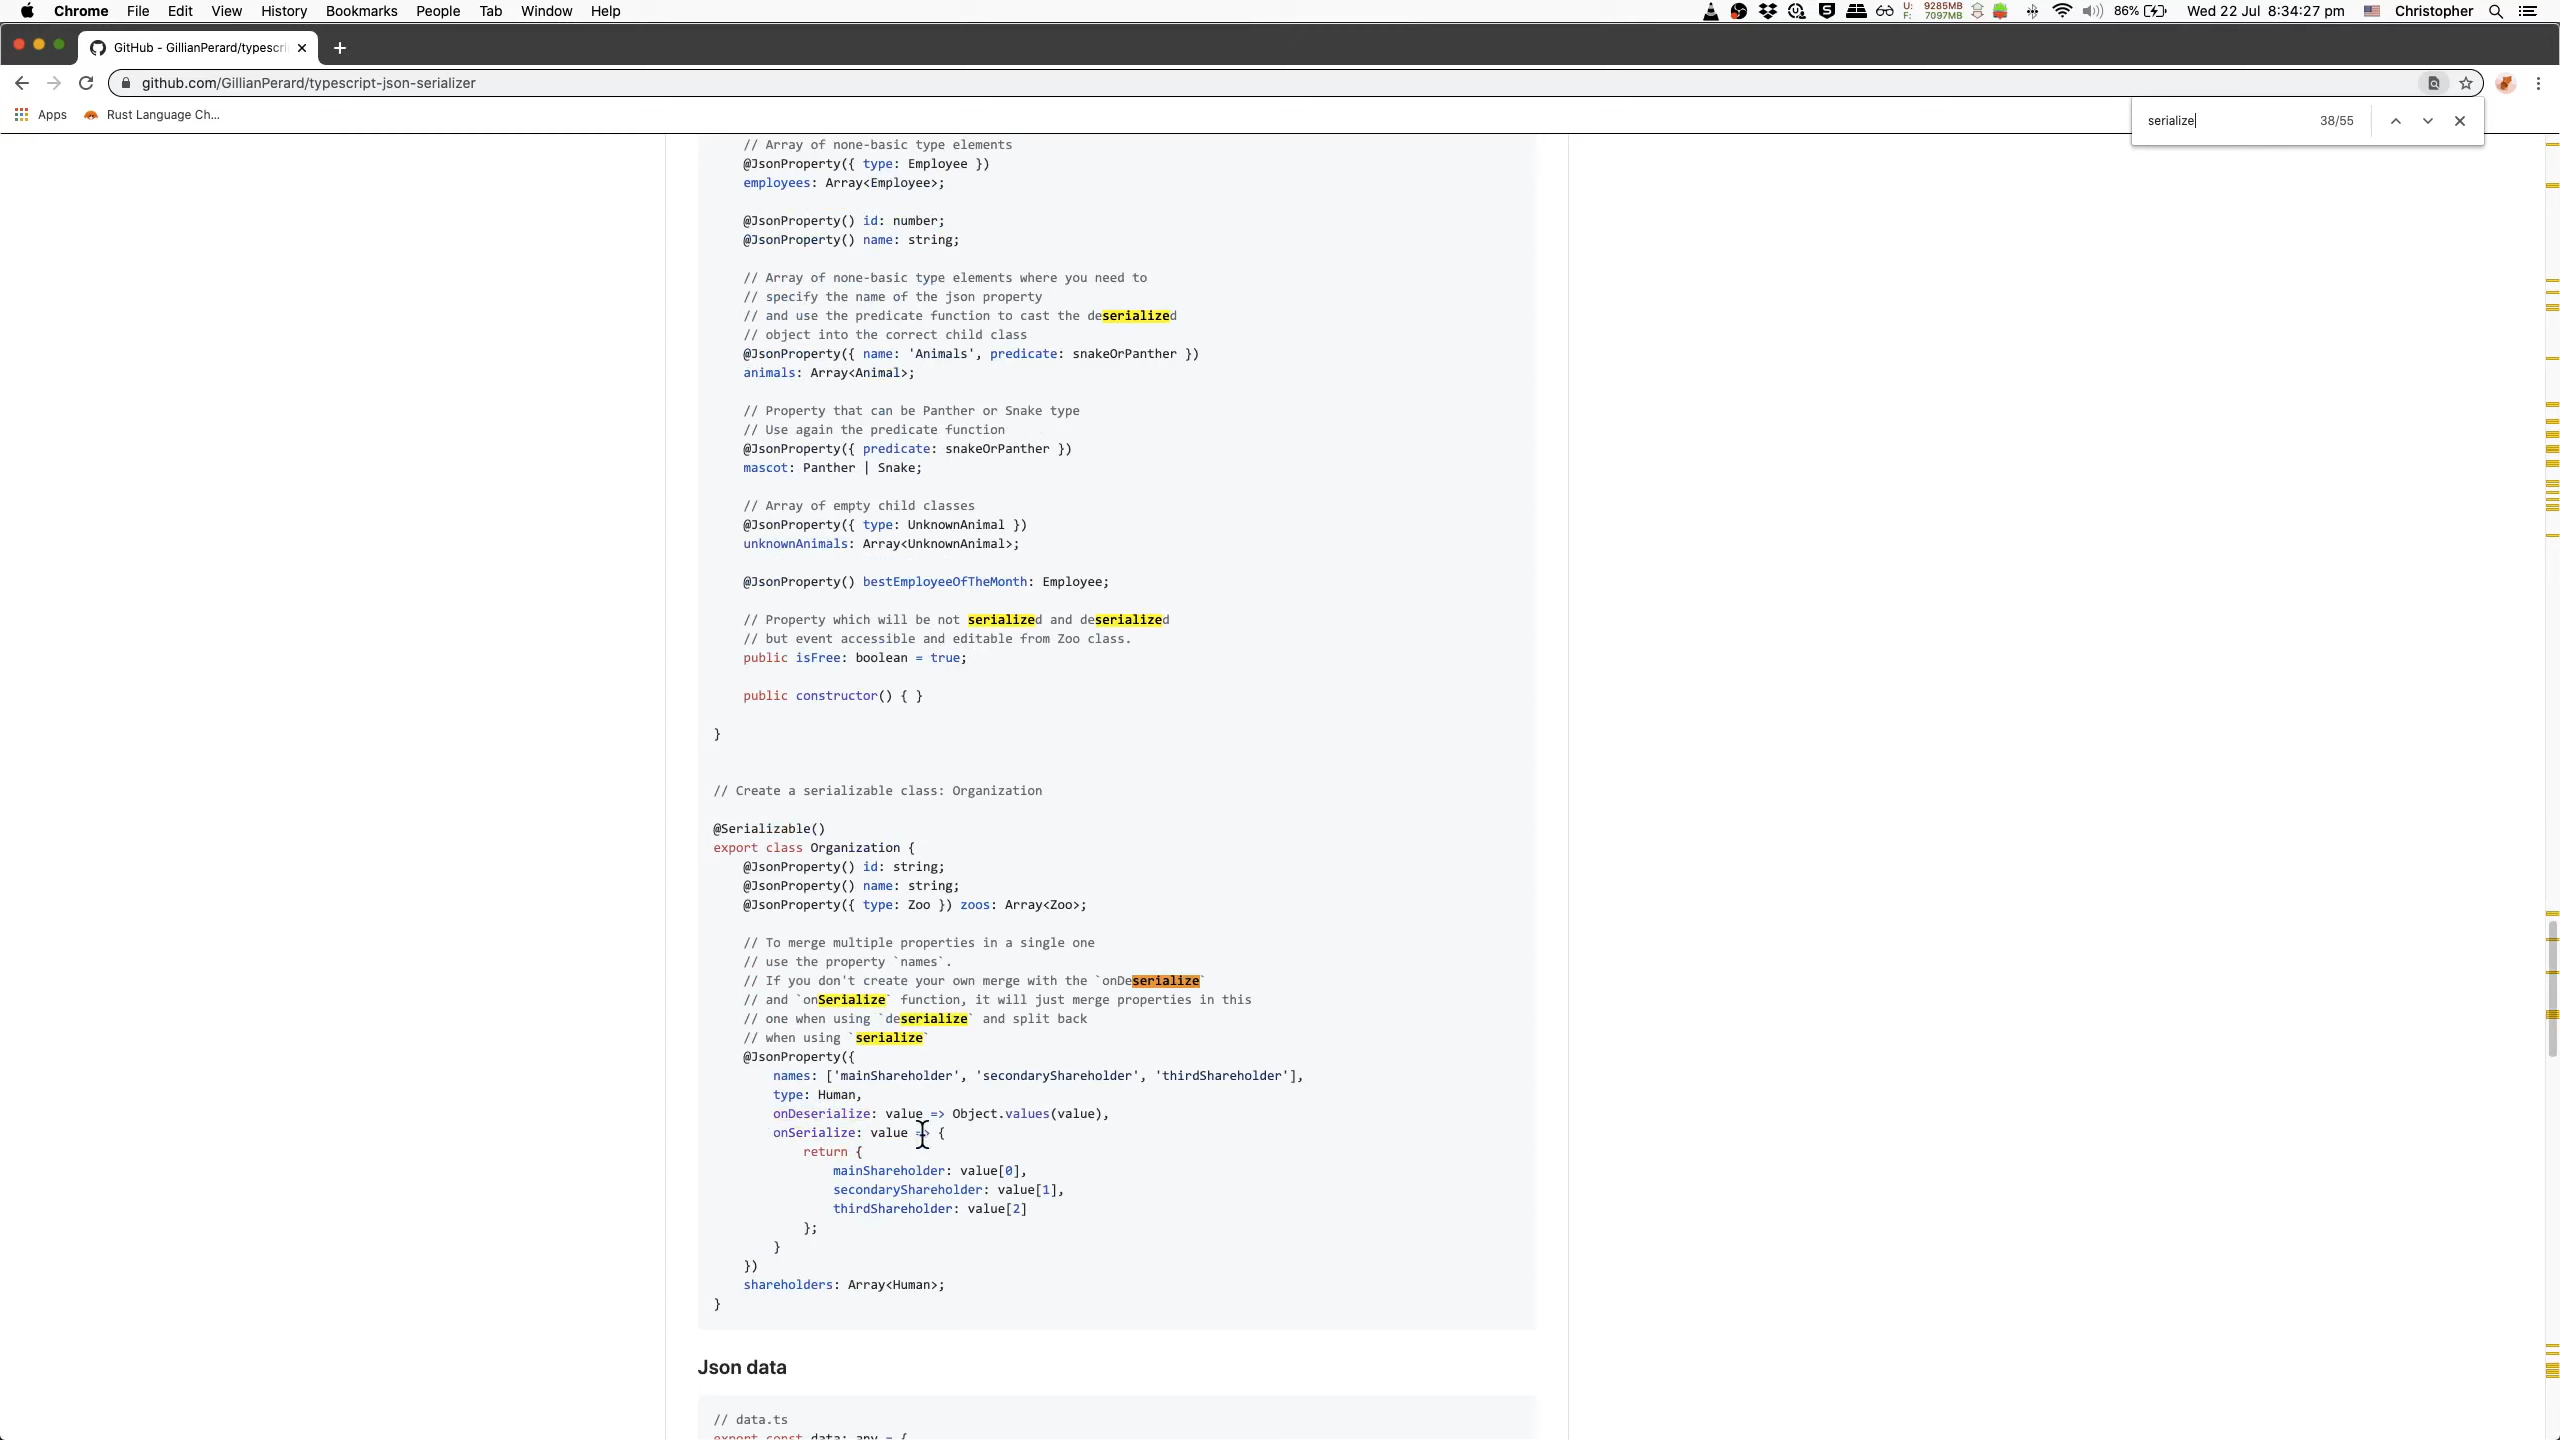 Chrome File Edit View History Bookmarks People Tab Window Help
U: 9285MB
F: 7097MB
86% Wed 22 Jul 8:34:27 pm Christopher
GitHub - GillianPerard/typescri
github.com/GillianPerard/typescript-json-serializer
Apps Rust Language Ch...
serialize 38/55
// Array of none-basic type elements
@JsonProperty({ type: Employee })
employees: Array<Employee>;
@JsonProperty() id: number;
@JsonProperty() name: string;
// Array of none-basic type elements where you need to
// specify the name of the json property
// and use the predicate function to cast the deserialized
// object into the correct child class
@JsonProperty({ name: 'Animals', predicate: snakeOrPanther })
animals: Array<Animal>;
// Property that can be Panther or Snake type
// Use again the predicate function
@JsonProperty({ predicate: snakeOrPanther })
mascot: Panther | Snake;
// Array of empty child classes
@JsonProperty({ type: UnknownAnimal })
unknownAnimals: Array<UnknownAnimal>;
@JsonProperty() bestEmployeeOfTheMonth: Employee;
// Property which will be not serialized and deserialized
// but event accessible and editable from Zoo class.
public isFree: boolean = true;
public constructor() { }
}
// Create a serializable class: Organization
@Serializable()
export class Organization {
@JsonProperty() id: string;
@JsonProperty() name: string;
@JsonProperty({ type: Zoo }) zoos: Array<Zoo>;
// To merge multiple properties in a single one
// use the property `names`.
// If you don't create your own merge with the `onDeserialize`
// and `onSerialize` function, it will just merge properties in this
// one when using `deserialize` and split back
// when using `serialize`
@JsonProperty({
names: ['mainShareholder', 'secondaryShareholder', 'thirdShareholder'],
type: Human,
onDeserialize: value => Object.values(value),
onSerialize: value => {
return {
mainShareholder: value[0],
secondaryShareholder: value[1],
thirdShareholder: value[2]
};
}
})
shareholders: Array<Human>;
}
Json data
// data.ts
export const data: any = {